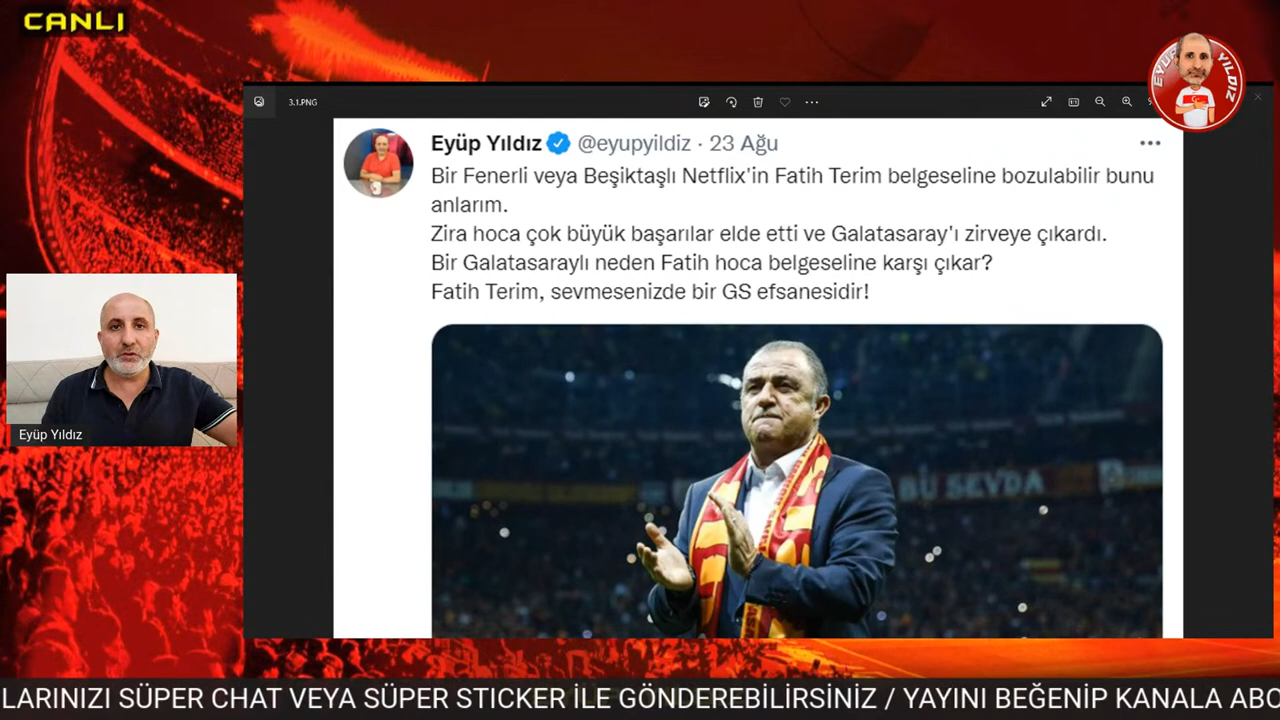 CANLI
3.1.PNG
EYÜP YILDIZ
Eyüp Yıldız @eyupyildiz · 23 Ağu
Bir Fenerli veya Beşiktaşlı Netflix'in Fatih Terim belgeseline bozulabilir bunu
anlarım.
Zira hoca çok büyük başarılar elde etti ve Galatasaray'ı zirveye çıkardı.
Bir Galatasaraylı neden Fatih hoca belgeseline karşı çıkar?
Fatih Terim, sevmesenizde bir GS efsanesidir!
BU SEVDA
Eyüp Yıldız
LARINIZI SÜPER CHAT VEYA SÜPER STICKER İLE GÖNDEREBİLİRSİNİZ / YAYINI BEĞENİP KANALA ABO